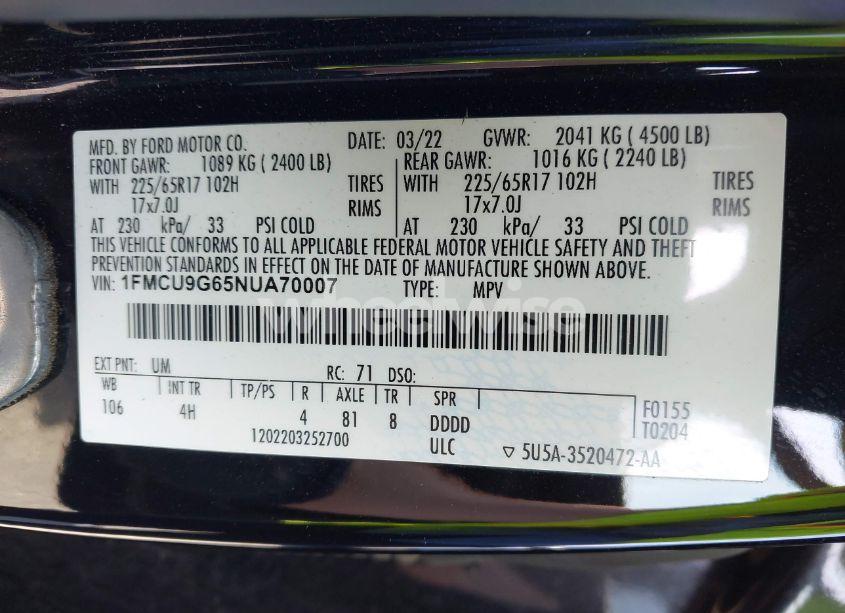 MFD. BY FORD MOTOR CO. DATE: 03/22 GVWR: 2041 KG ( 4500 LB)
FRONT GAWR: 1089 KG ( 2400 LB) REAR GAWR: 1016 KG ( 2240 LB)
WITH 225/65R17 102H TIRES WITH 225/65R17 102H TIRES
17x7.0J RIMS 17x7.0J RIMS
AT 230 kPa/ 33 PSI COLD AT 230 kPa/ 33 PSI COLD
THIS VEHICLE CONFORMS TO ALL APPLICABLE FEDERAL MOTOR VEHICLE SAFETY AND THEFT
PREVENTION STANDARDS IN EFFECT ON THE DATE OF MANUFACTURE SHOWN ABOVE.
VIN: 1FMCU9G65NUA70007 TYPE: MPV
wheelwise
EXT PNT: UM RC: 71 DSO:
WB INT TR TP/PS R AXLE TR SPR
106 4H 4 81 8 DDDD
F0155
T0204
1202203252700 ULC ▽ 5U5A-3520472-AA